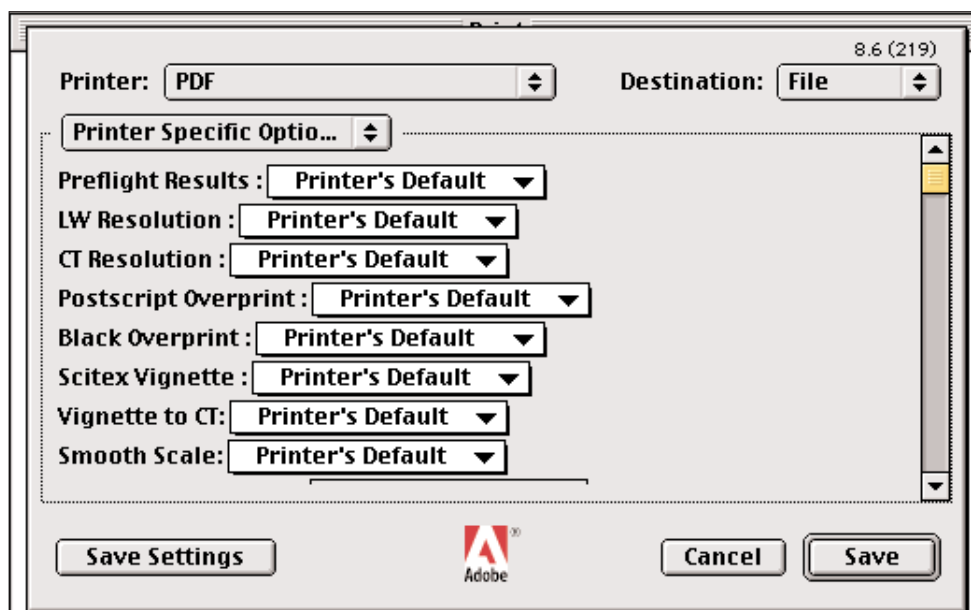 8.6 (219)
Printer: PDF Destination: File
Printer Specific Optio...
Preflight Results : Printer's Default
LW Resolution : Printer's Default
CT Resolution : Printer's Default
Postscript Overprint : Printer's Default
Black Overprint : Printer's Default
Scitex Vignette : Printer's Default
Vignette to CT: Printer's Default
Smooth Scale: Printer's Default
Save Settings Adobe® Cancel Save